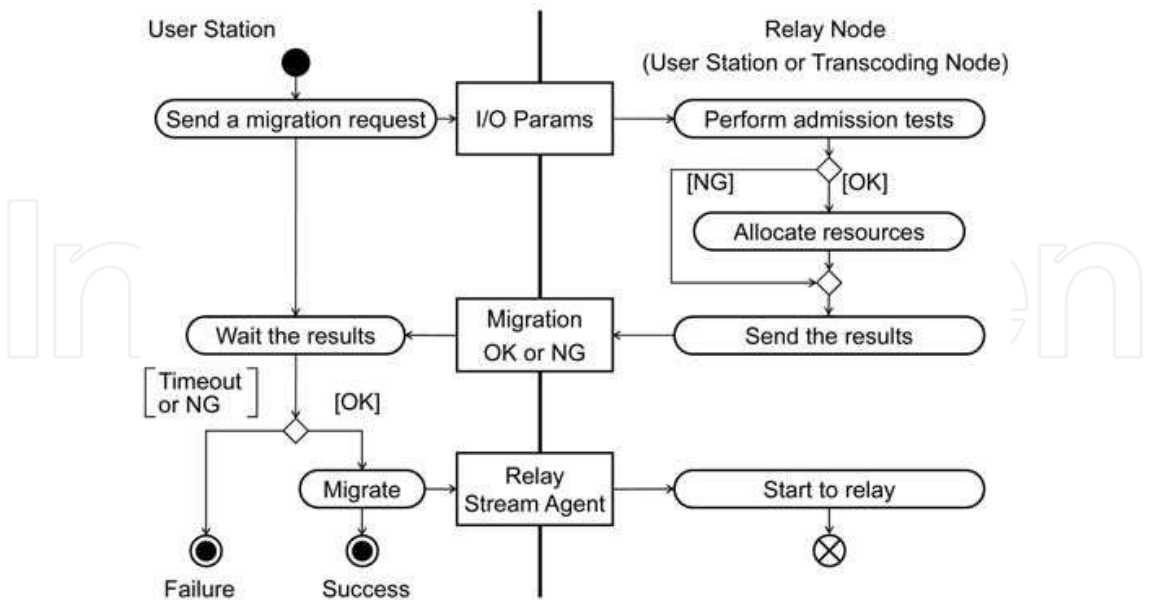 User Station
Relay Node
(User Station or Transcoding Node)
Send a migration request
I/O Params
Perform admission tests
[NG]
[OK]
Allocate resources
Wait the results
Migration
OK or NG
Send the results
[Timeout
or NG]
[OK]
Migrate
Relay
Stream Agent
Start to relay
Failure
Success